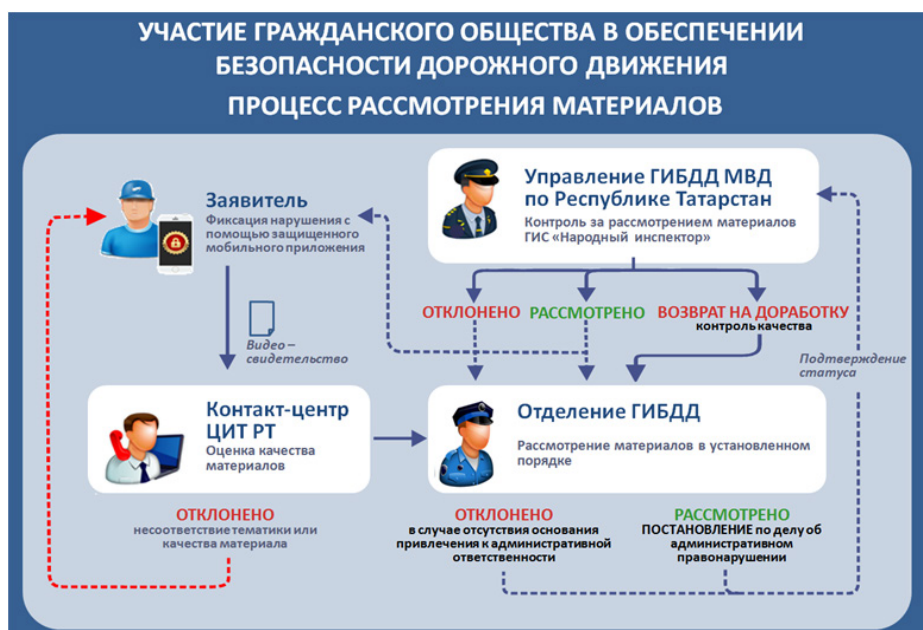 УЧАСТИЕ ГРАЖДАНСКОГО ОБЩЕСТВА В ОБЕСПЕЧЕНИИ
БЕЗОПАСНОСТИ ДОРОЖНОГО ДВИЖЕНИЯ
ПРОЦЕСС РАССМОТРЕНИЯ МАТЕРИАЛОВ
Заявитель
Фиксация нарушения с
помощью защищенного
мобильного приложения
Управление ГИБДД МВД
по Республике Татарстан
Контроль за рассмотрением материалов
ГИС «Народный инспектор»
ОТКЛОНЕНО
РАССМОТРЕНО
ВОЗВРАТ НА ДОРАБОТКУ
контроль качества
Видео –
свидетельство
Подтверждение
статуса
Контакт-центр
ЦИТ РТ
Оценка качества
материалов
Отделение ГИБДД
Рассмотрение материалов в установленном
порядке
ОТКЛОНЕНО
несоответствие тематики или
качества материала
ОТКЛОНЕНО
в случае отсутствия основания
привлечения к административной
ответственности
РАССМОТРЕНО
ПОСТАНОВЛЕНИЕ по делу об
административном
правонарушении